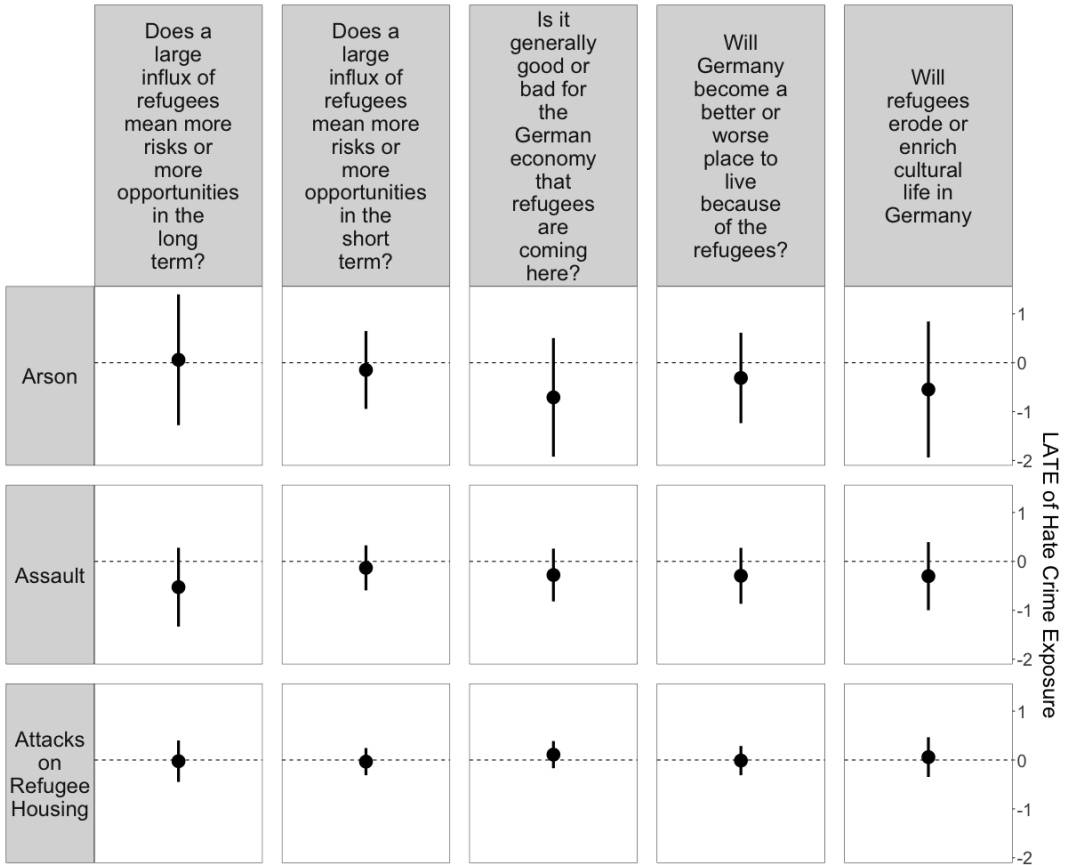 Does a
large
influx of
refugees
mean more
risks or
more
opportunities
in the
long
term?
Does a
large
influx of
refugees
mean more
risks or
more
opportunities
in the
short
term?
Is it
generally
good or
bad for
the
German
economy
that
refugees
are
coming
here?
Will
Germany
become a
better or
worse
place to
live
because
of the
refugees?
Will
refugees
erode or
enrich
cultural
life in
Germany
Arson
1
0
-1
-2
Assault
1
0
-1
-2
Attacks
on
Refugee
Housing
1
0
-1
-2
LATE of Hate Crime Exposure